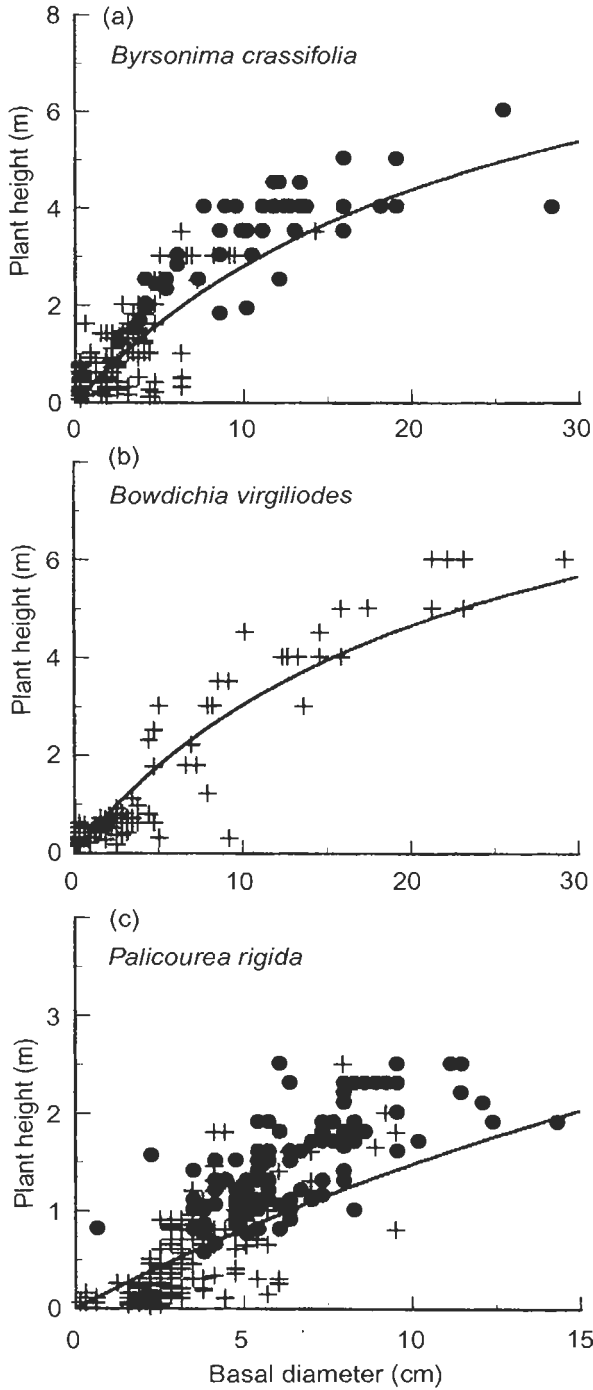 (a)
Byrsonima crassifolia
Plant height (m)
8
6
4
2
0
0 10 20 30
(b)
Bowdichia virgiliodes
Plant height (m)
6
4
2
0
0 10 20 30
(c)
Palicourea rigida
Plant height (m)
3
2
1
0
0 5 10 15
Basal diameter (cm)